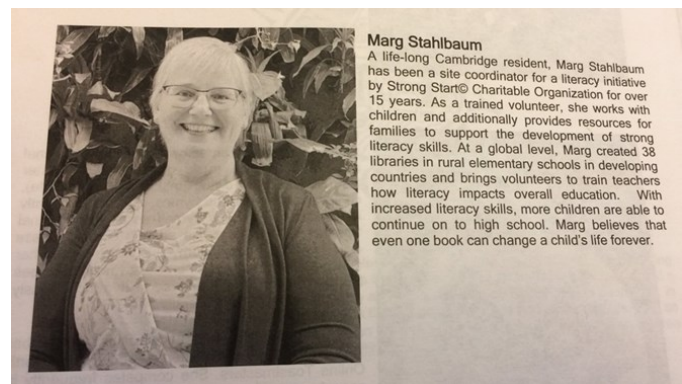 Marg Stahlbaum
A life-long Cambridge resident, Marg Stahlbaum
has been a site coordinator for a literacy initiative
by Strong Start© Charitable Organization for over
15 years. As a trained volunteer, she works with
children and additionally provides resources for
families to support the development of strong
literacy skills. At a global level, Marg created 38
libraries in rural elementary schools in developing
countries and brings volunteers to train teachers
how literacy impacts overall education. With
increased literacy skills, more children are able to
continue on to high school. Marg believes that
even one book can change a child's life forever.